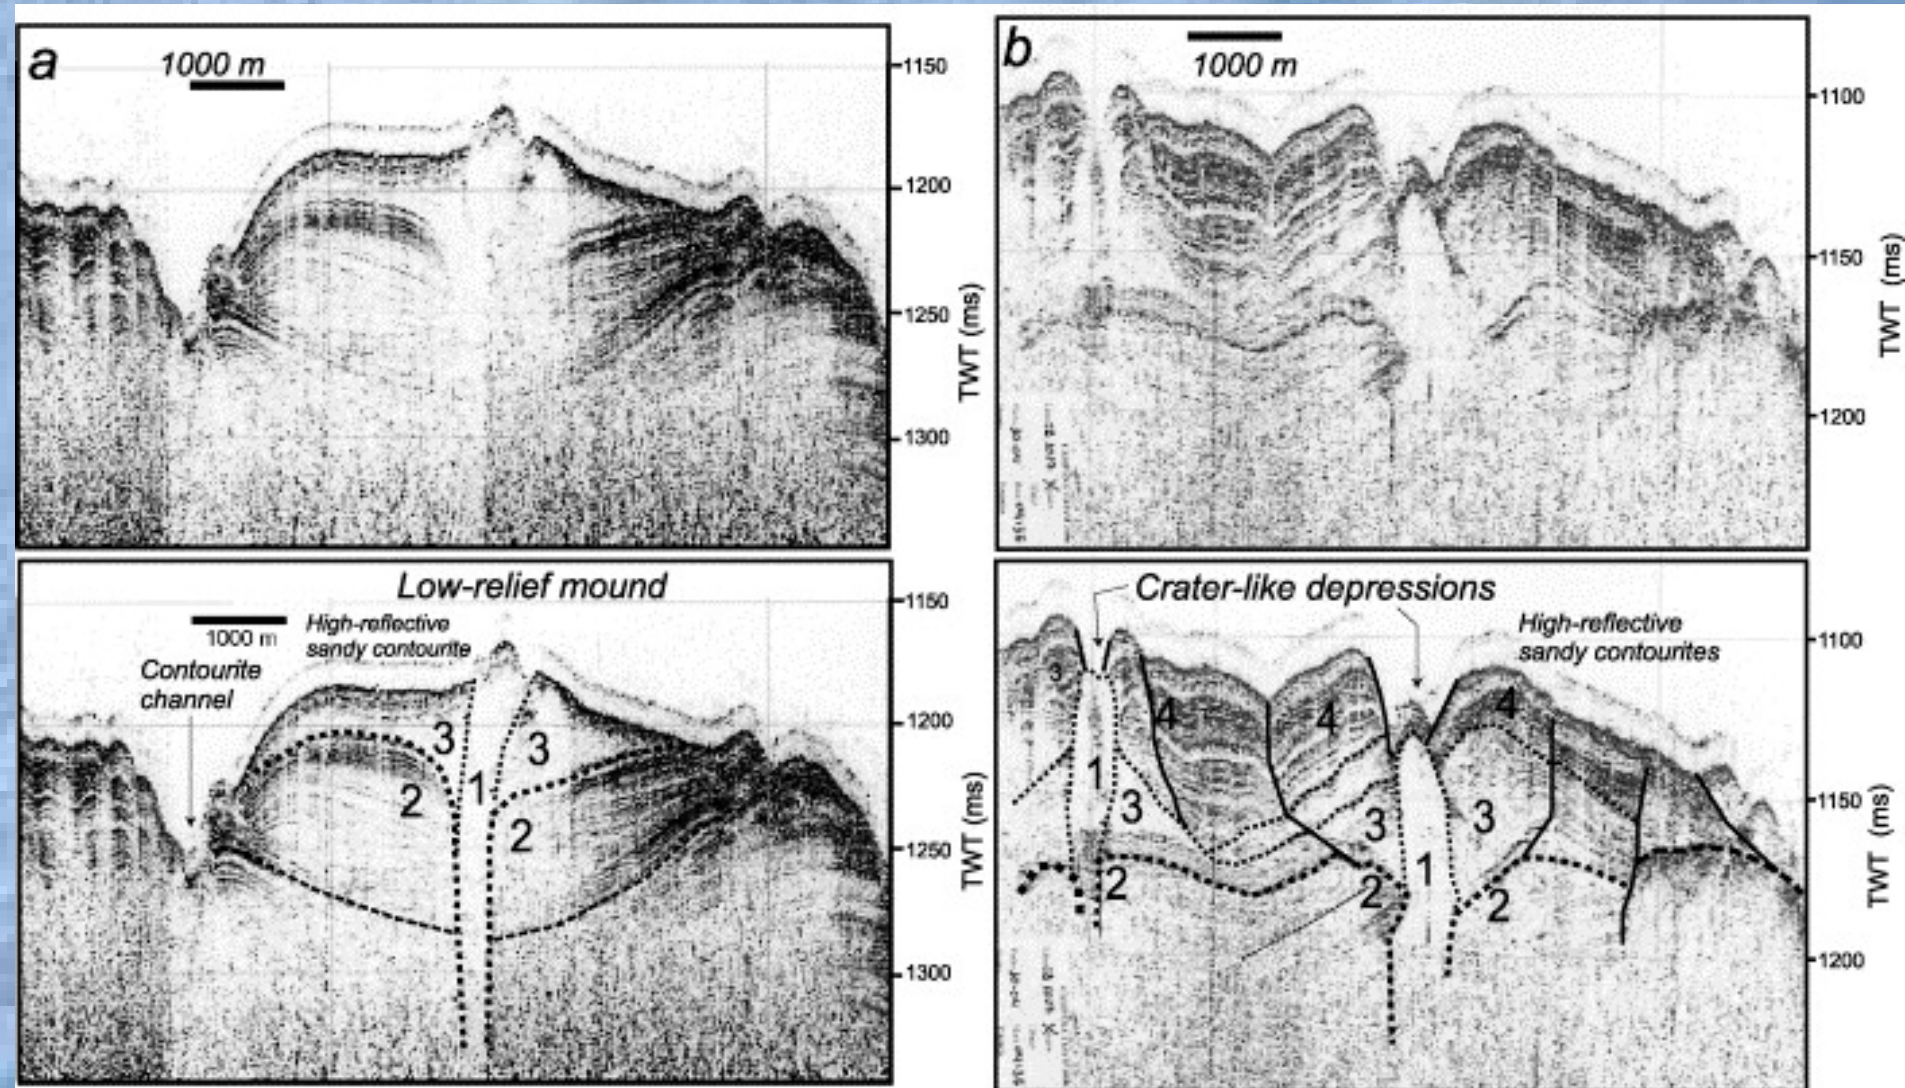 a
1000 m
1150
1200
1250
1300
TWT (ms)
b
1000 m
1100
1150
1200
TWT (ms)
Low-relief mound
1000 m
High-reflective
sandy contourite
Contourite
channel
3
3
1
2
2
1150
1200
1250
1300
TWT (ms)
Crater-like depressions
High-reflective
sandy contourites
3
4
4
4
1
3
3
3
1
2
2
2
1100
1150
1200
TWT (ms)